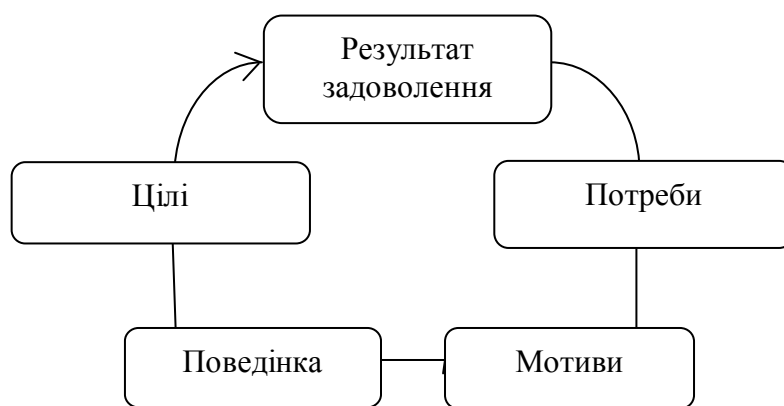 Результат
задоволення
Цілі
Потреби
Поведінка
Мотиви